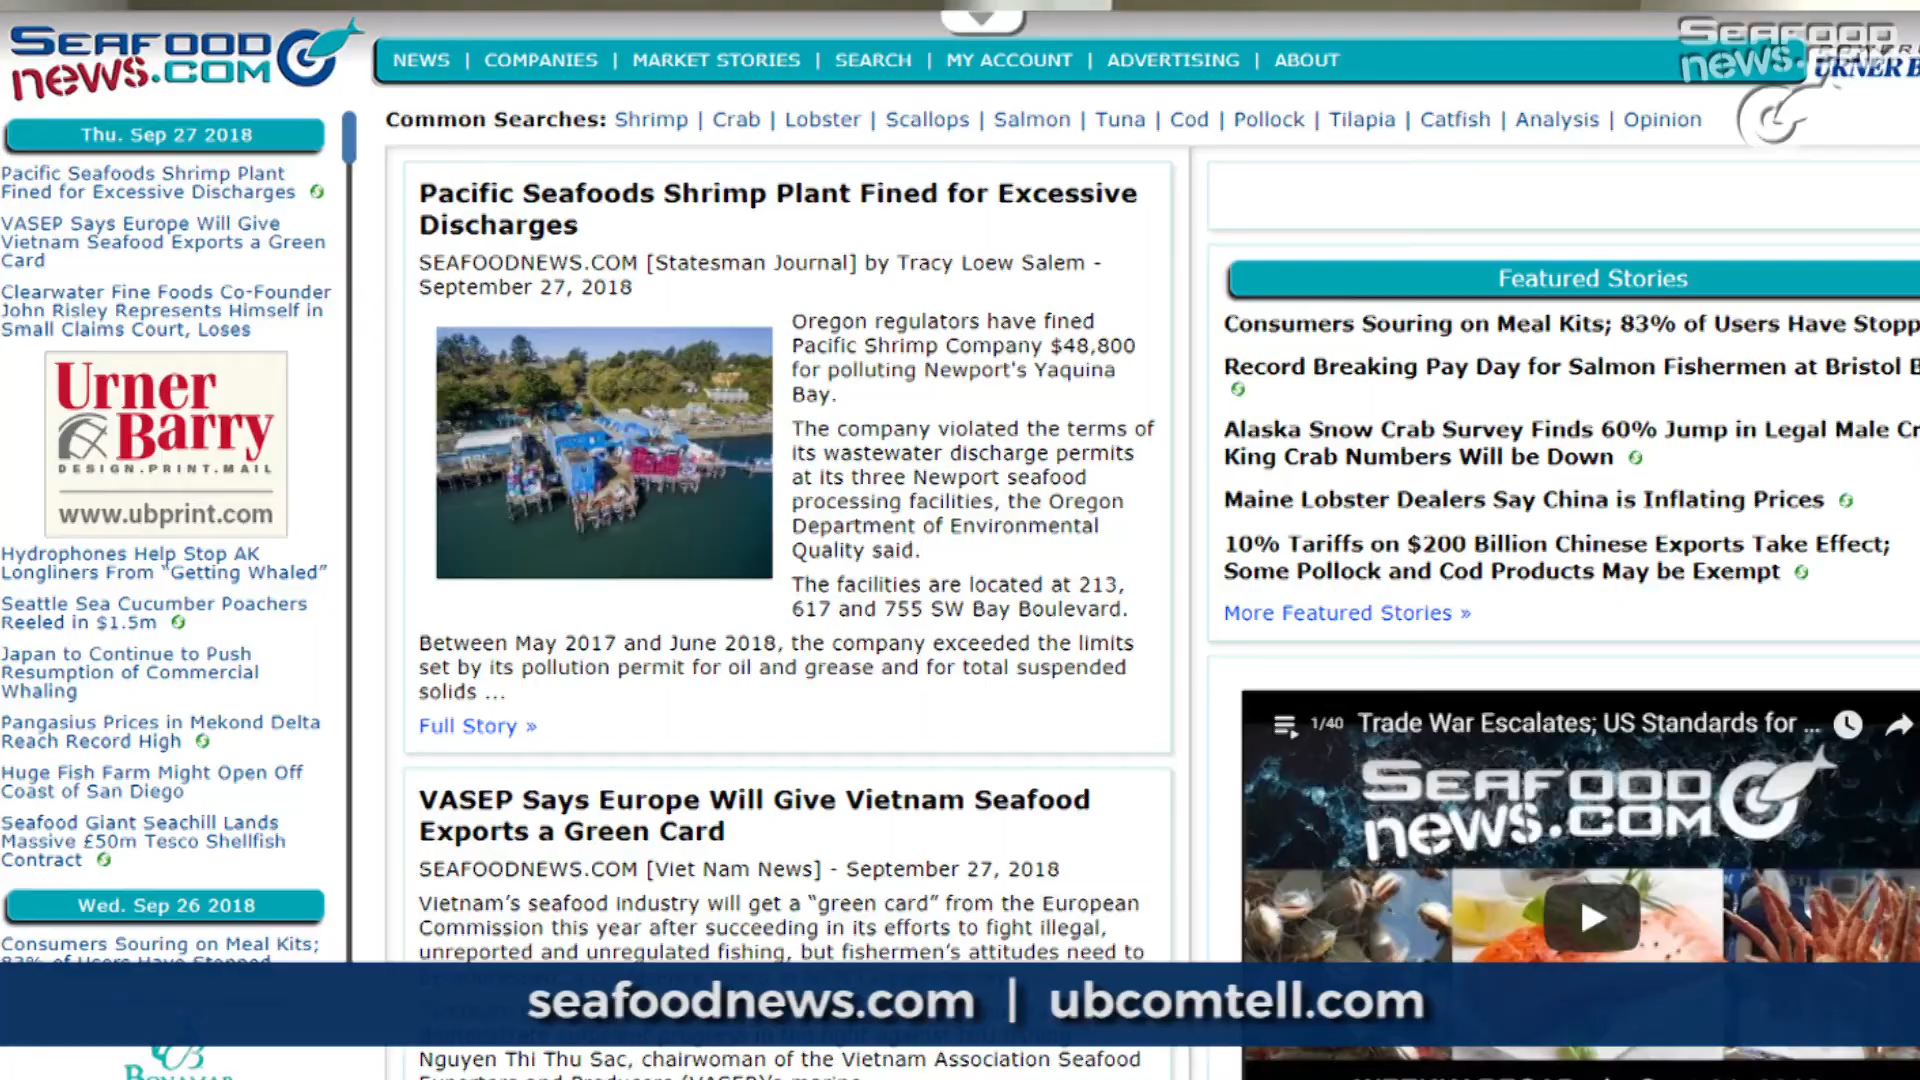 SEAFOOD
news.COM
NEWS | COMPANIES | MARKET STORIES | SEARCH | MY ACCOUNT | ADVERTISING | ABOUT
Seafood
news.
URNER B
Common Searches: Shrimp | Crab | Lobster | Scallops | Salmon | Tuna | Cod | Pollock | Tilapia | Catfish | Analysis | Opinion
Thu. Sep 27 2018
Pacific Seafoods Shrimp Plant
Fined for Excessive Discharges
VASEP Says Europe Will Give
Vietnam Seafood Exports a Green
Card
Clearwater Fine Foods Co-Founder
John Risley Represents Himself in
Small Claims Court, Loses
Urner
Barry
DESIGN.PRINT.MAIL
www.ubprint.com
Hydrophones Help Stop AK
Longliners From “Getting Whaled”
Seattle Sea Cucumber Poachers
Reeled in $1.5m
Japan to Continue to Push
Resumption of Commercial
Whaling
Pangasius Prices in Mekond Delta
Reach Record High
Huge Fish Farm Might Open Off
Coast of San Diego
Seafood Giant Seachill Lands
Massive £50m Tesco Shellfish
Contract
Wed. Sep 26 2018
Consumers Souring on Meal Kits;
83% of Users Have Stopped
Pacific Seafoods Shrimp Plant Fined for Excessive
Discharges
SEAFOODNEWS.COM [Statesman Journal] by Tracy Loew Salem -
September 27, 2018
Oregon regulators have fined
Pacific Shrimp Company $48,800
for polluting Newport's Yaquina
Bay.
The company violated the terms of
its wastewater discharge permits
at its three Newport seafood
processing facilities, the Oregon
Department of Environmental
Quality said.
The facilities are located at 213,
617 and 755 SW Bay Boulevard.
Between May 2017 and June 2018, the company exceeded the limits
set by its pollution permit for oil and grease and for total suspended
solids ...
Full Story »
VASEP Says Europe Will Give Vietnam Seafood
Exports a Green Card
SEAFOODNEWS.COM [Viet Nam News] - September 27, 2018
Vietnam’s seafood industry will get a “green card” from the European
Commission this year after succeeding in its efforts to fight illegal,
unreported and unregulated fishing, but fishermen’s attitudes need to
Nguyen Thi Thu Sac, chairwoman of the Vietnam Association Seafood
Featured Stories
Consumers Souring on Meal Kits; 83% of Users Have Stopp
Record Breaking Pay Day for Salmon Fishermen at Bristol B
Alaska Snow Crab Survey Finds 60% Jump in Legal Male Cr
King Crab Numbers Will be Down
Maine Lobster Dealers Say China is Inflating Prices
10% Tariffs on $200 Billion Chinese Exports Take Effect;
Some Pollock and Cod Products May be Exempt
More Featured Stories »
1/40 Trade War Escalates; US Standards for ...
SEAFOOD
news.COM
seafoodnews.com | ubcomtell.com